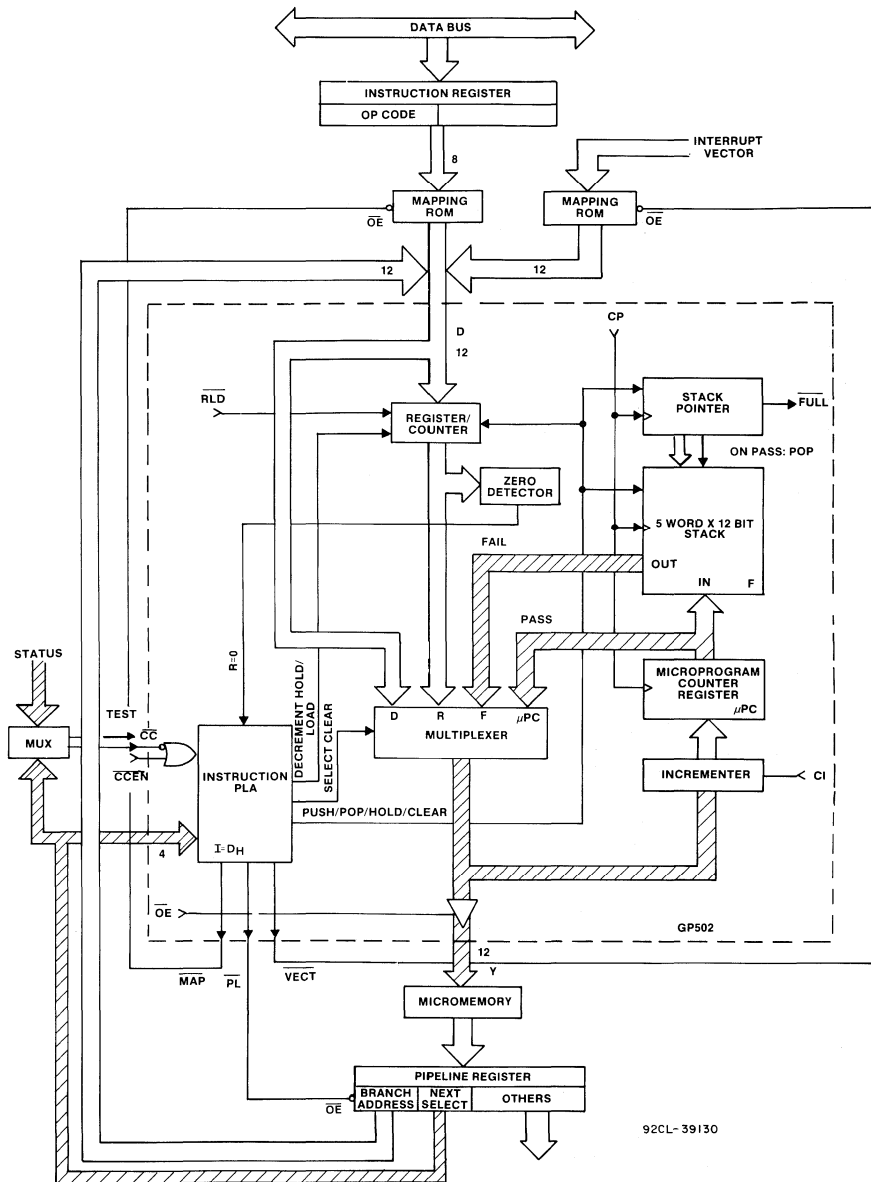 DATA BUS
INSTRUCTION REGISTER
OP CODE
8
INTERRUPT
VECTOR
MAPPING
ROM
OE
MAPPING
ROM
OE
12
12
D
12
CP
RLD
REGISTER/
COUNTER
STACK
POINTER
FULL
ON PASS: POP
ZERO
DETECTOR
5 WORD X 12 BIT
STACK
FAIL
OUT
IN
F
PASS
STATUS
R=0
DECREMENT HOLD/
LOAD
SELECT CLEAR
MICROPROGRAM
COUNTER
REGISTER
μPC
TEST
CC
MUX
CCEN
D
R
F
μPC
MULTIPLEXER
INSTRUCTION
PLA
INCREMENTER
CI
PUSH/POP/HOLD/CLEAR
4
I=DH
OE
GP502
12
Y
MAP
PL
VECT
MICROMEMORY
PIPELINE REGISTER
OE
BRANCH
ADDRESS
NEXT
SELECT
OTHERS
92CL-39130